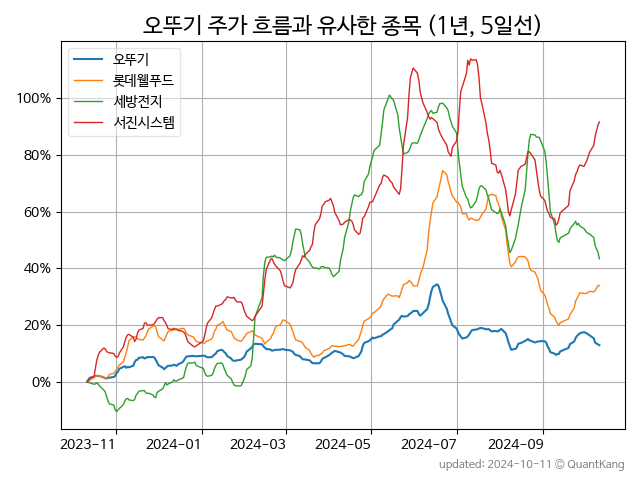 오뚜기 주가 흐름과 유사한 종목 (1년, 5일선)
오뚜기
롯데웰푸드
세방전지
서진시스템
100%
80%
60%
40%
20%
0%
2023-11 2024-01 2024-03 2024-05 2024-07 2024-09
updated: 2024-10-11 © QuantKang